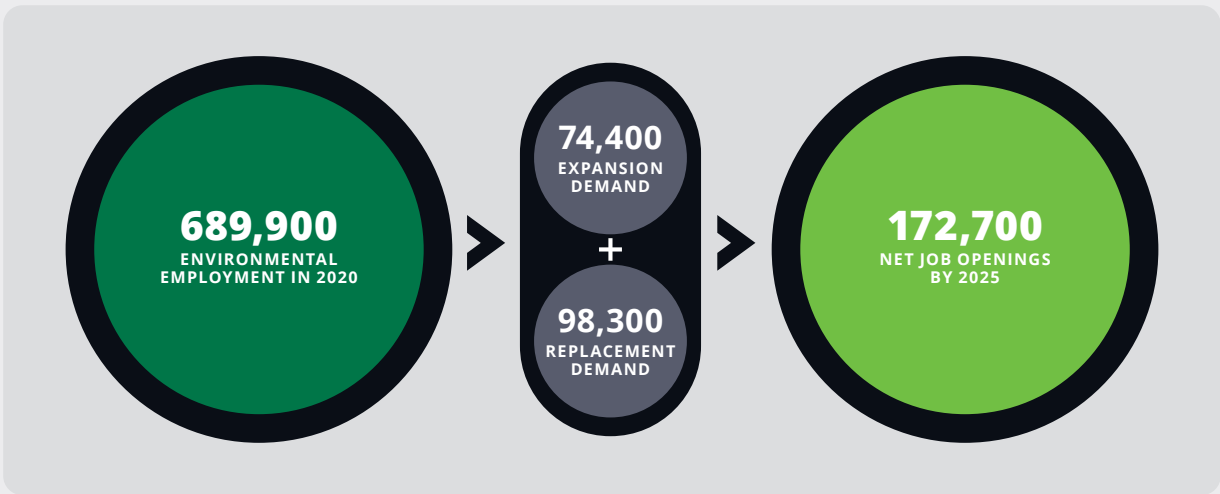 689,900
ENVIRONMENTAL
EMPLOYMENT IN 2020
74,400
EXPANSION
DEMAND
+
98,300
REPLACEMENT
DEMAND
172,700
NET JOB OPENINGS
BY 2025